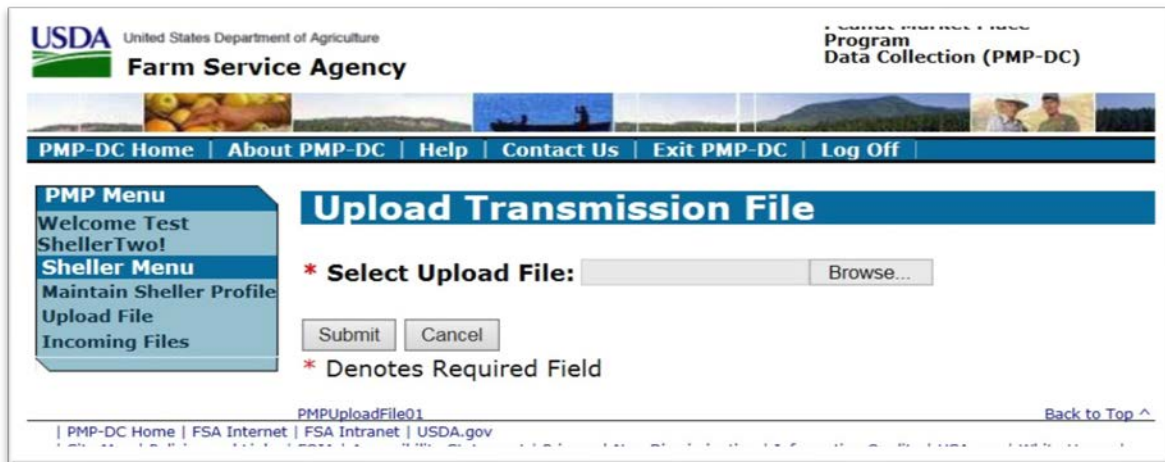 USDA United States Department of Agriculture
Farm Service Agency
Peanut Market Place
Program
Data Collection (PMP-DC)
PMP-DC Home | About PMP-DC | Help | Contact Us | Exit PMP-DC | Log Off |
PMP Menu
Welcome Test
ShellerTwo!
Sheller Menu
Maintain Sheller Profile
Upload File
Incoming Files
Upload Transmission File
* Select Upload File: Browse...
Submit Cancel
* Denotes Required Field
PMPUploadFile01 Back to Top ^
| PMP-DC Home | FSA Internet | FSA Intranet | USDA.gov